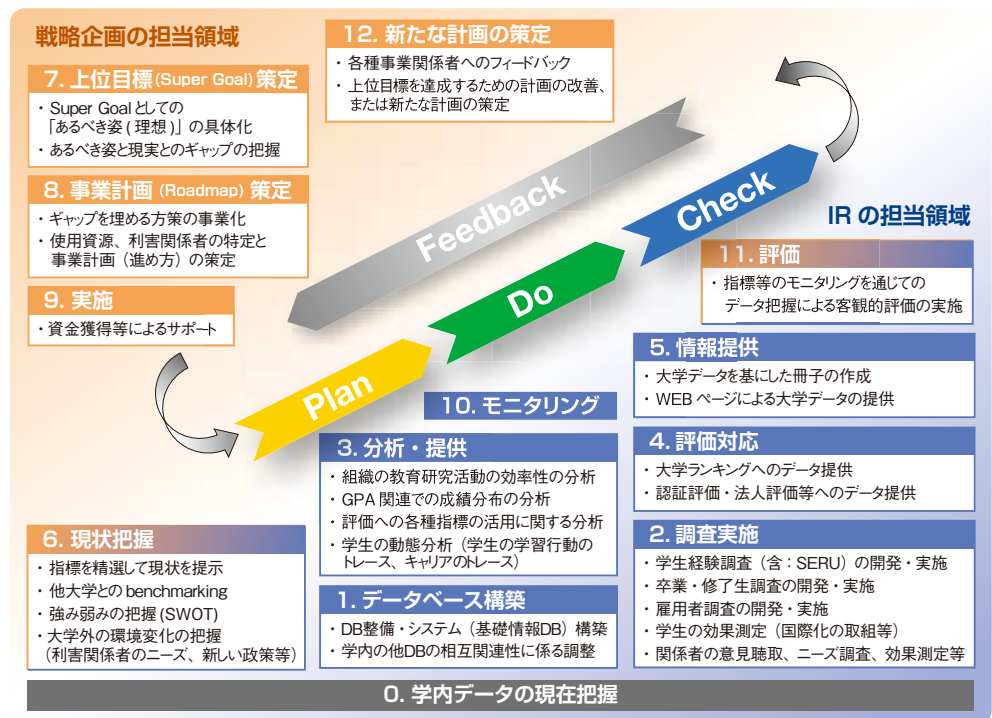 戦略企画の担当領域
12. 新たな計画の策定
・ 各種事業関係者へのフィードバック
・ 上位目標を達成するための計画の改善、
または新たな計画の策定
7. 上位目標(Super Goal)策定
・ Super Goalとしての
「あるべき姿(理想)」の具体化
・ あるべき姿と現実とのギャップの把握
8. 事業計画 (Roadmap) 策定
・ ギャップを埋める方策の事業化
・ 使用資源、利害関係者の特定と
事業計画（進め方）の策定
9. 実施
・ 資金獲得等によるサポート
Feedback
Plan
Do
Check
IR の担当領域
11. 評価
・ 指標等のモニタリングを通じての
データ把握による客観的評価の実施
10. モニタリング
5. 情報提供
・ 大学データを基にした冊子の作成
・ WEB ページによる大学データの提供
3. 分析・提供
・ 組織の教育研究活動の効率性の分析
・ GPA 関連での成績分布の分析
・ 評価への各種指標の活用に関する分析
・ 学生の動態分析（学生の学習行動の
トレース、キャリアのトレース）
4. 評価対応
・ 大学ランキングへのデータ提供
・ 認証評価・法人評価等へのデータ提供
6. 現状把握
・ 指標を精選して現状を提示
・ 他大学との benchmarking
・ 強み弱みの把握 (SWOT)
・ 大学外の環境変化の把握
（利害関係者のニーズ、新しい政策等）
1. データベース構築
・ DB整備・システム（基礎情報DB）構築
・ 学内の他DBの相互関連性に係る調整
2. 調査実施
・ 学生経験調査（含：SERU）の開発・実施
・ 卒業・修了生調査の開発・実施
・ 雇用者調査の開発・実施
・ 学生の効果測定（国際化の取組等）
・ 関係者の意見聴取、ニーズ調査、効果測定等
0. 学内データの現在把握